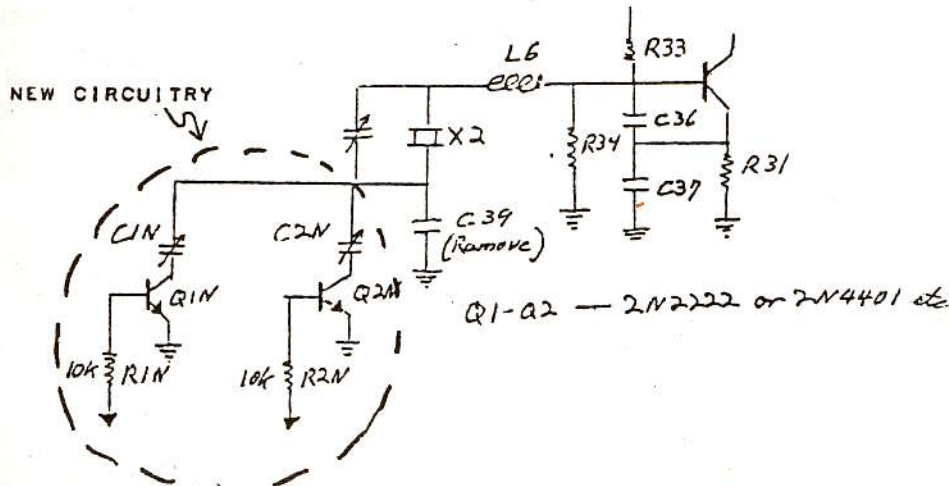 L6
R33
NEW CIRCUITRY
X2
R34
C36
R31
C37
C1N
C2N
C39
(Remove)
Q1N
Q2N
Q1-Q2 — 2N2222 or 2N4401 etc.
10k R1N
10k R2N